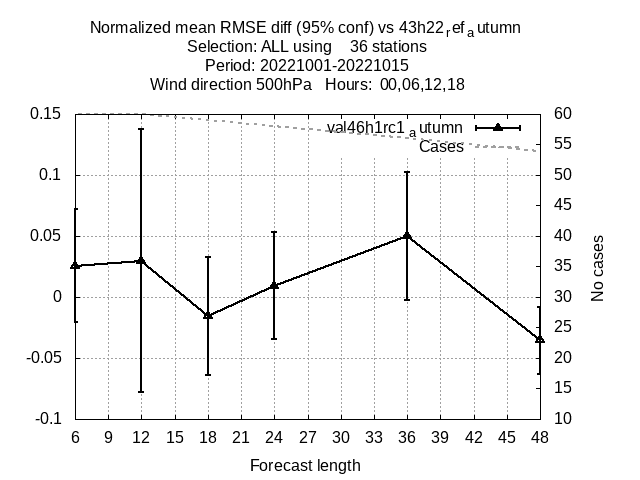 Normalized mean RMSE diff (95% conf) vs 43h22refautumn
Selection: ALL using 36 stations
Period: 20221001-20221015
Wind direction 500hPa Hours: 00,06,12,18
0.15 60
val46h1rc1autumn
55
Cases
0.1 50
45
0.05 40
35
No cases
0 30
25
-0.05 20
15
-0.1 10
6 9 12 15 18 21 24 27 30 33 36 39 42 45 48
Forecast length